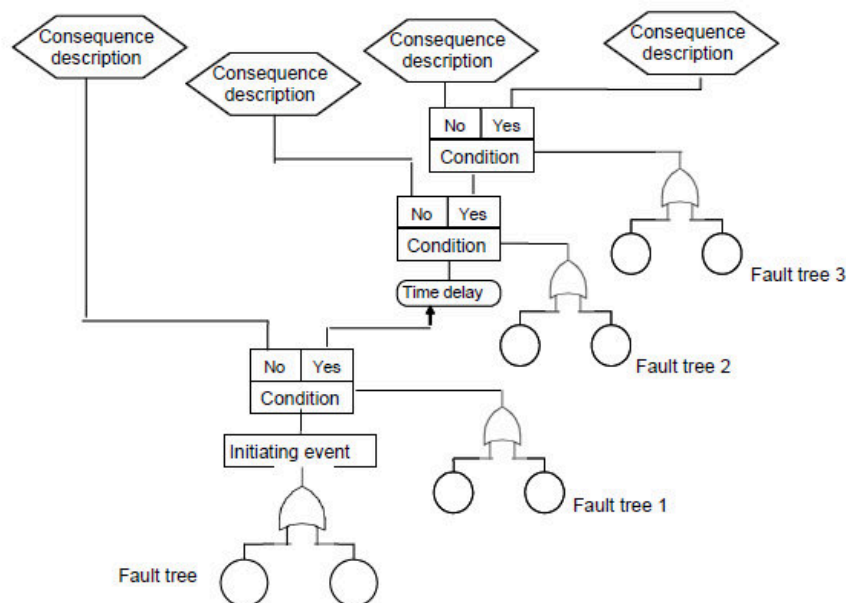 Consequence
description
Consequence
description
Consequence
description
Consequence
description
No Yes
Condition
No Yes
Condition
Time delay
Fault tree 3
Fault tree 2
No Yes
Condition
Initiating event
Fault tree 1
Fault tree